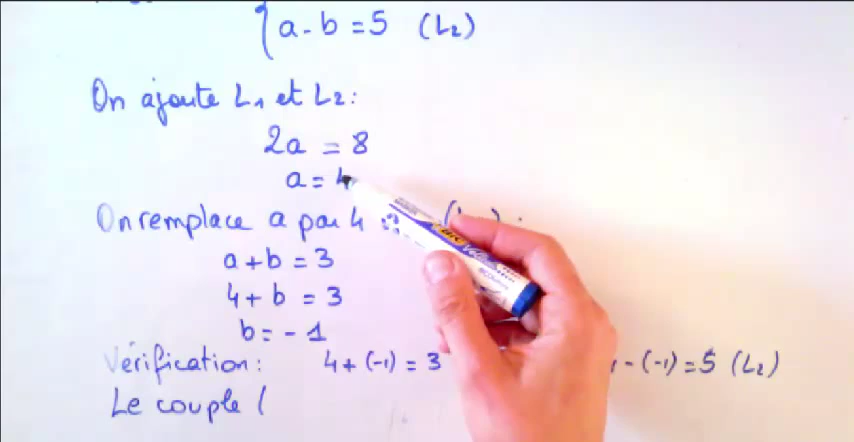 a - b = 5 (L2)
On ajoute L1 et L2 :
2a = 8
a = 4
On remplace a par 4
a + b = 3
4 + b = 3
b = - 1
Vérification : 4 + (-1) = 3 - (-1) = 5 (L2)
Le couple (